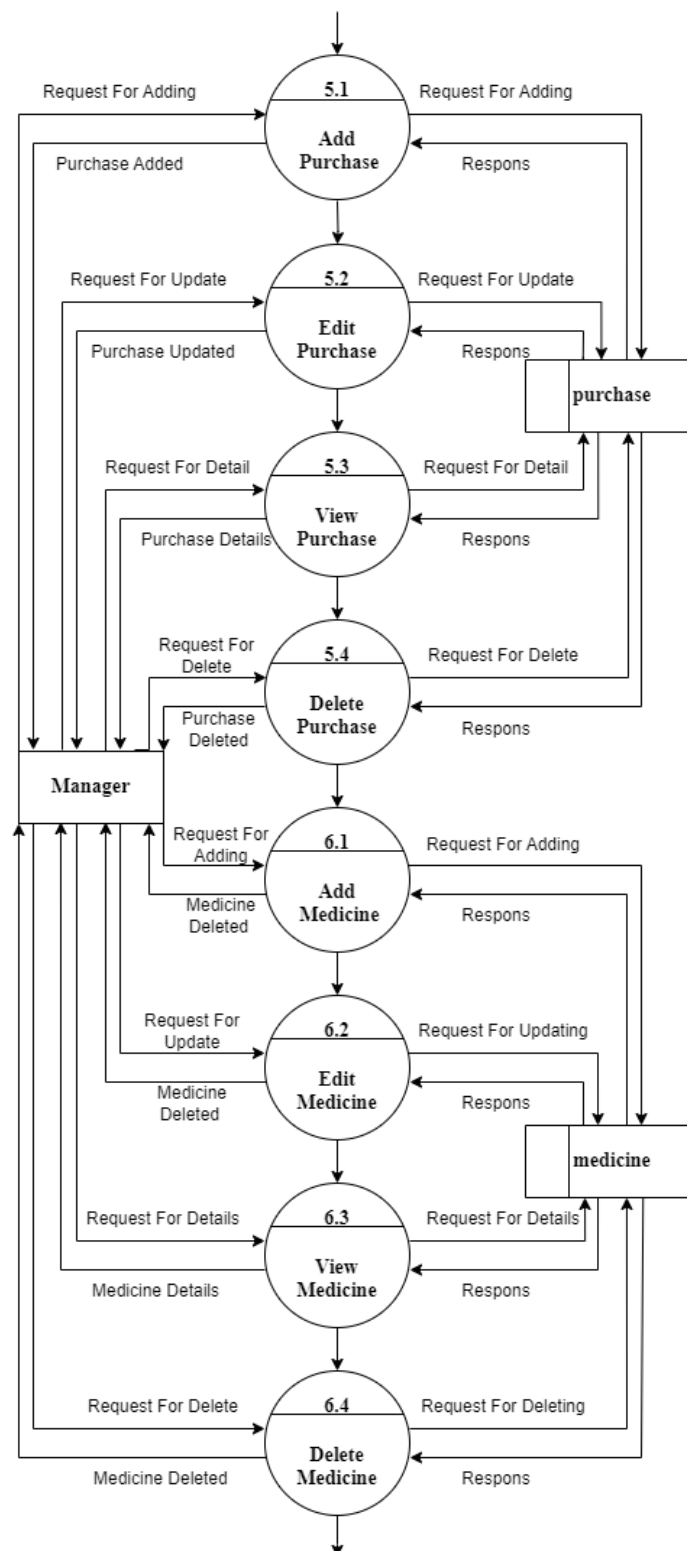 5.1
Request For Adding
Request For Adding
Add
Purchase
Purchase Added
Respons
5.2
Request For Update
Request For Update
Edit
Purchase
Purchase Updated
Respons
purchase
5.3
Request For Detail
Request For Detail
View
Purchase
Purchase Details
Respons
Request For
Delete
5.4
Request For Delete
Delete
Purchase
Purchase
Deleted
Respons
Manager
Request For
Adding
6.1
Request For Adding
Add
Medicine
Medicine
Deleted
Respons
Request For
Update
6.2
Request For Updating
Edit
Medicine
Medicine
Deleted
Respons
medicine
6.3
Request For Details
Request For Details
View
Medicine
Medicine Details
Respons
6.4
Request For Delete
Request For Deleting
Delete
Medicine
Medicine Deleted
Respons